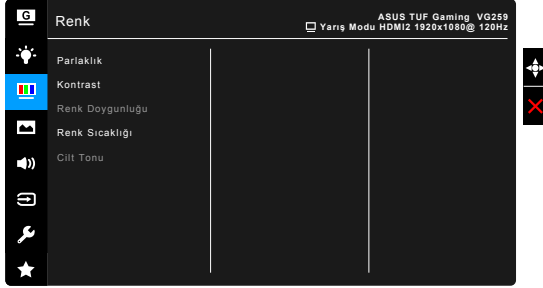 G
Renk
ASUS TUF Gaming VG259
Yarış Modu HDMI2 1920x1080@ 120Hz
Parlaklık
Kontrast
Renk Doygunluğu
Renk Sıcaklığı
Cilt Tonu